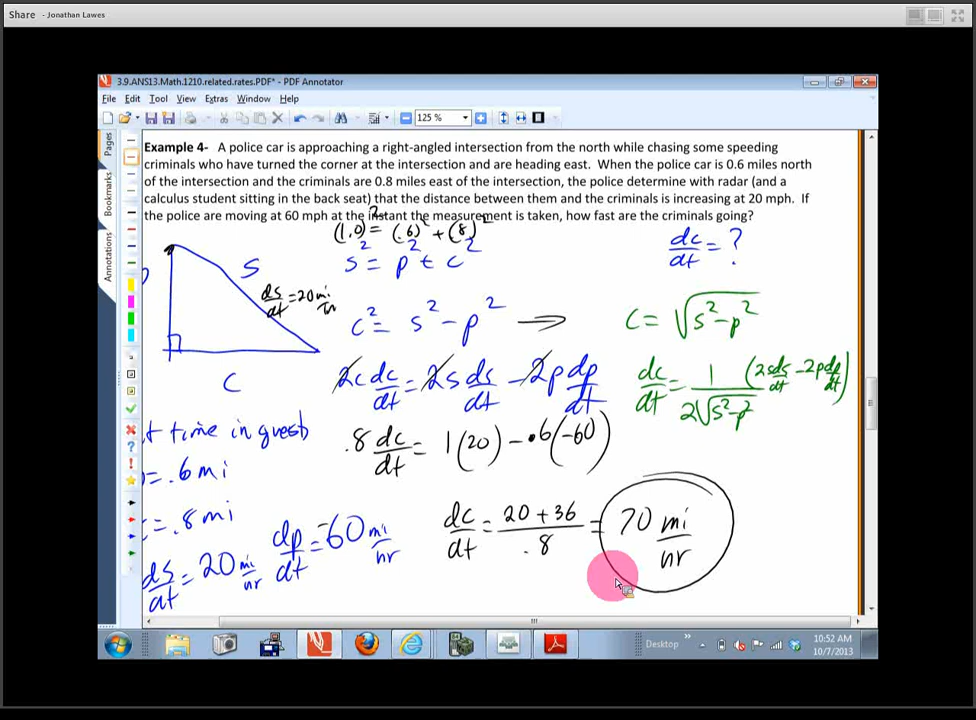 Share - Jonathan Lawes
3.9.ANS13.Math.1210.related.rates.PDF* - PDF Annotator
File Edit Tool View Extras Window Help
125 %
Pages
Bookmarks
Annotations
Example 4- A police car is approaching a right-angled intersection from the north while chasing some speeding
criminals who have turned the corner at the intersection and are heading east. When the police car is 0.6 miles north
of the intersection and the criminals are 0.8 miles east of the intersection, the police determine with radar (and a
calculus student sitting in the back seat) that the distance between them and the criminals is increasing at 20 mph. If
the police are moving at 60 mph at the instant the measurement is taken, how fast are the criminals going?
(1.0)² = (.6)² + (.8)²
s² = p² + c²
dc/dt = ?
S
ds/dt = 20 mi/hr
C
c² = s² - p² ⟶
c = √(s² - p²)
2c dc/dt = 2s ds/dt - 2p dp/dt
dc/dt = 1/(2√(s² - p²)) (2s ds/dt - 2p dp/dt)
t time in quest
= .6 mi
= .8 mi
ds/dt = 20 mi/hr
dp/dt = -60 mi/hr
.8 dc/dt = 1(20) - .6(-60)
dc/dt = (20 + 36)/.8 = 70 mi/hr
Desktop
10:52 AM
10/7/2013